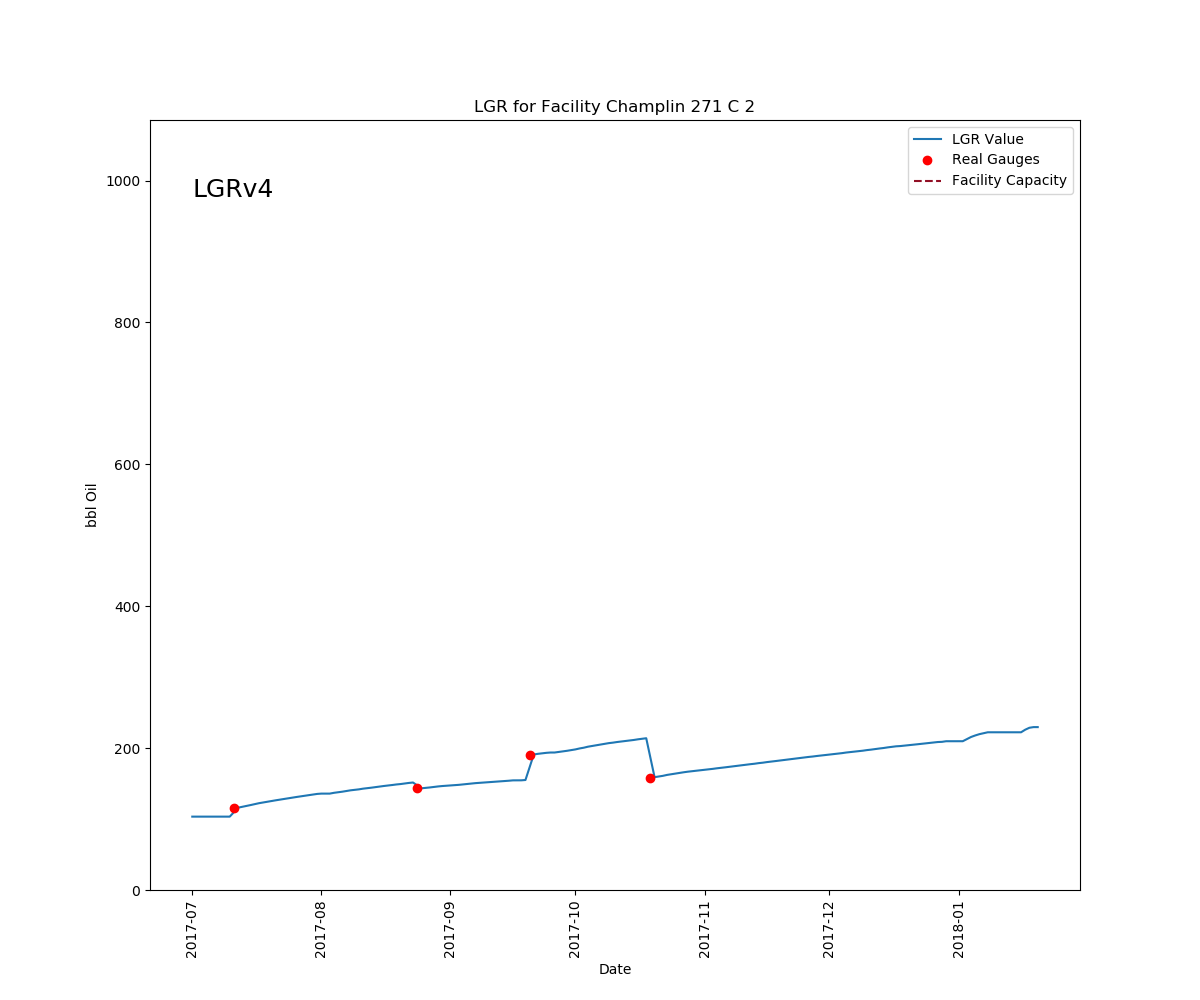 LGR for Facility Champlin 271 C 2
LGR Value
Real Gauges
Facility Capacity
LGRv4
1000
800
600
400
200
0
bbl Oil
2017-07
2017-08
2017-09
2017-10
2017-11
2017-12
2018-01
Date